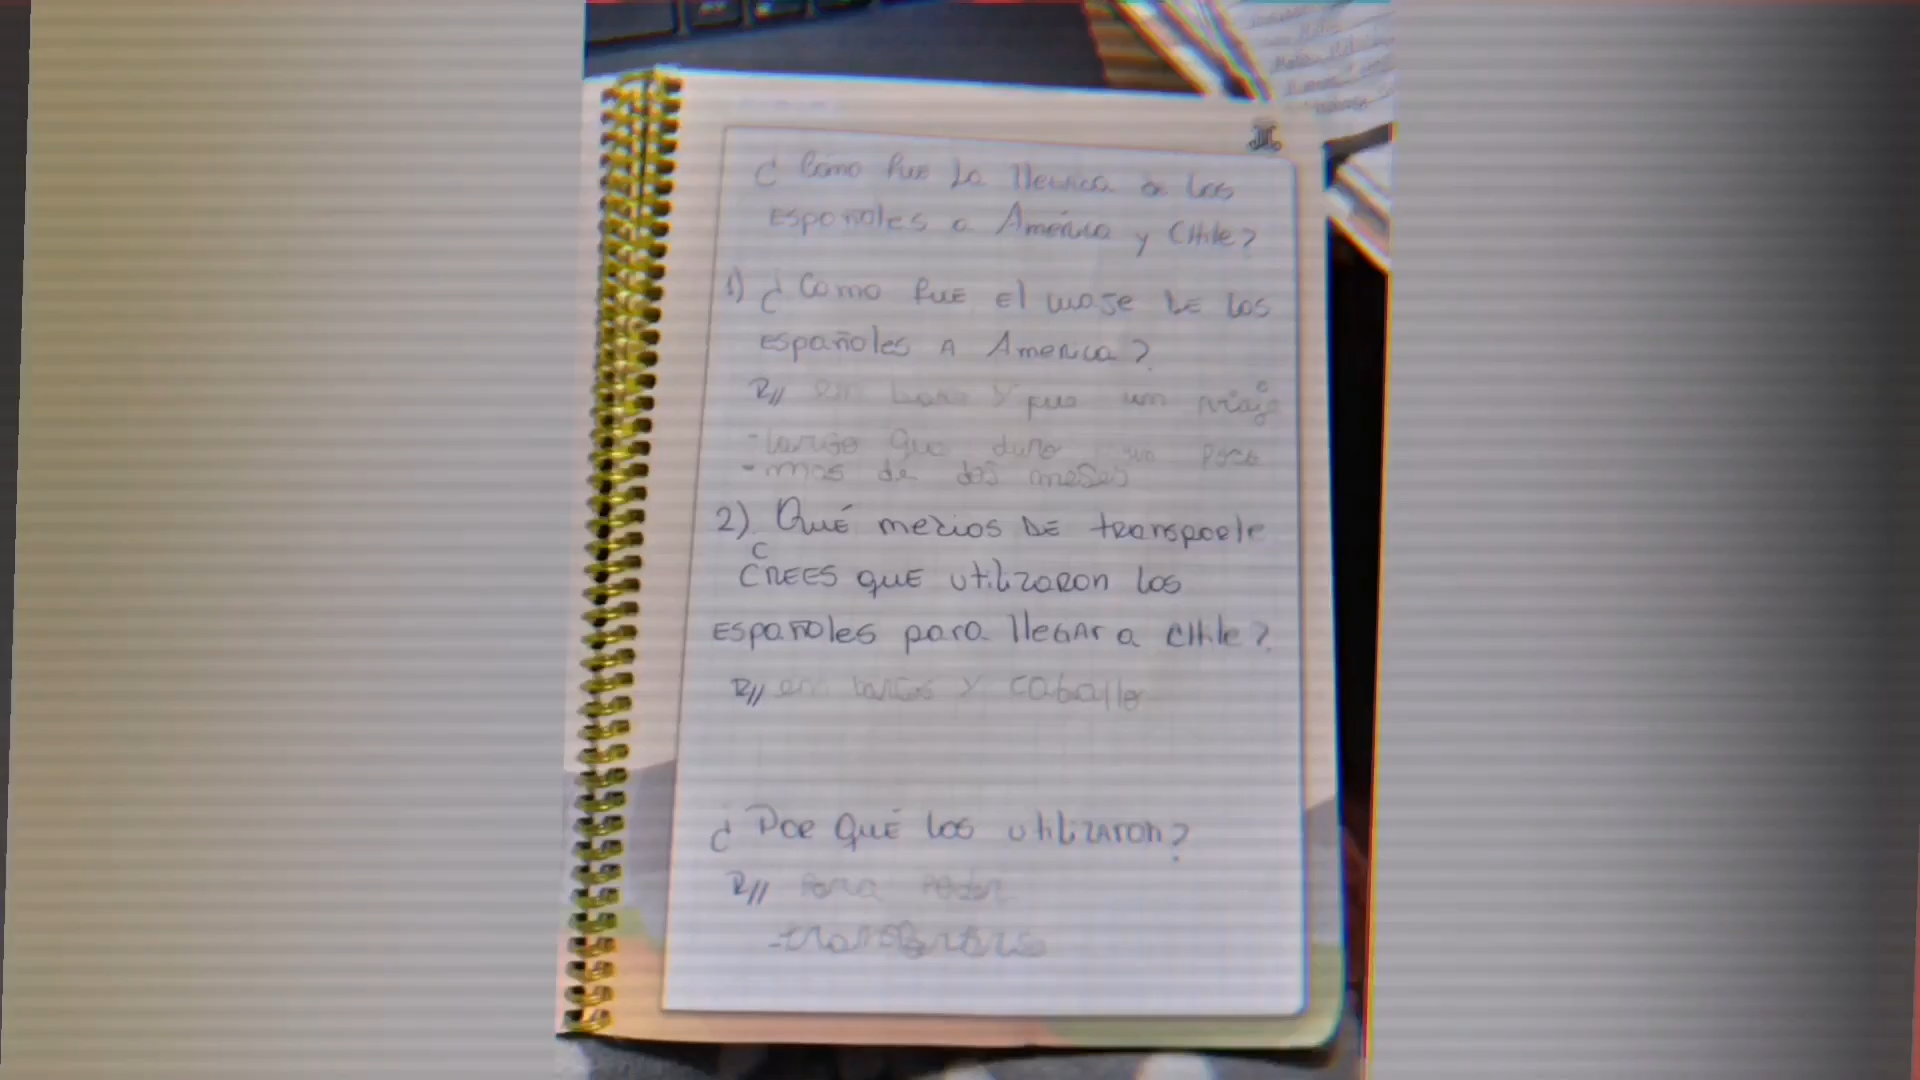 ¿Cómo fue la llegada de los
Españoles a América y CHile?
1) ¿Como fue el viaje DE los
españoles A America?
R// en barco y fue un viaje
-largo que duro un poco
-mas de dos meses
2) ¿Qué medios DE transporte
CREES que utilizaron los
Españoles para llegar a CHile?
R// en barcos y caballo
¿Por Qué los utilizaron?
R// Para Poder
-transportarse